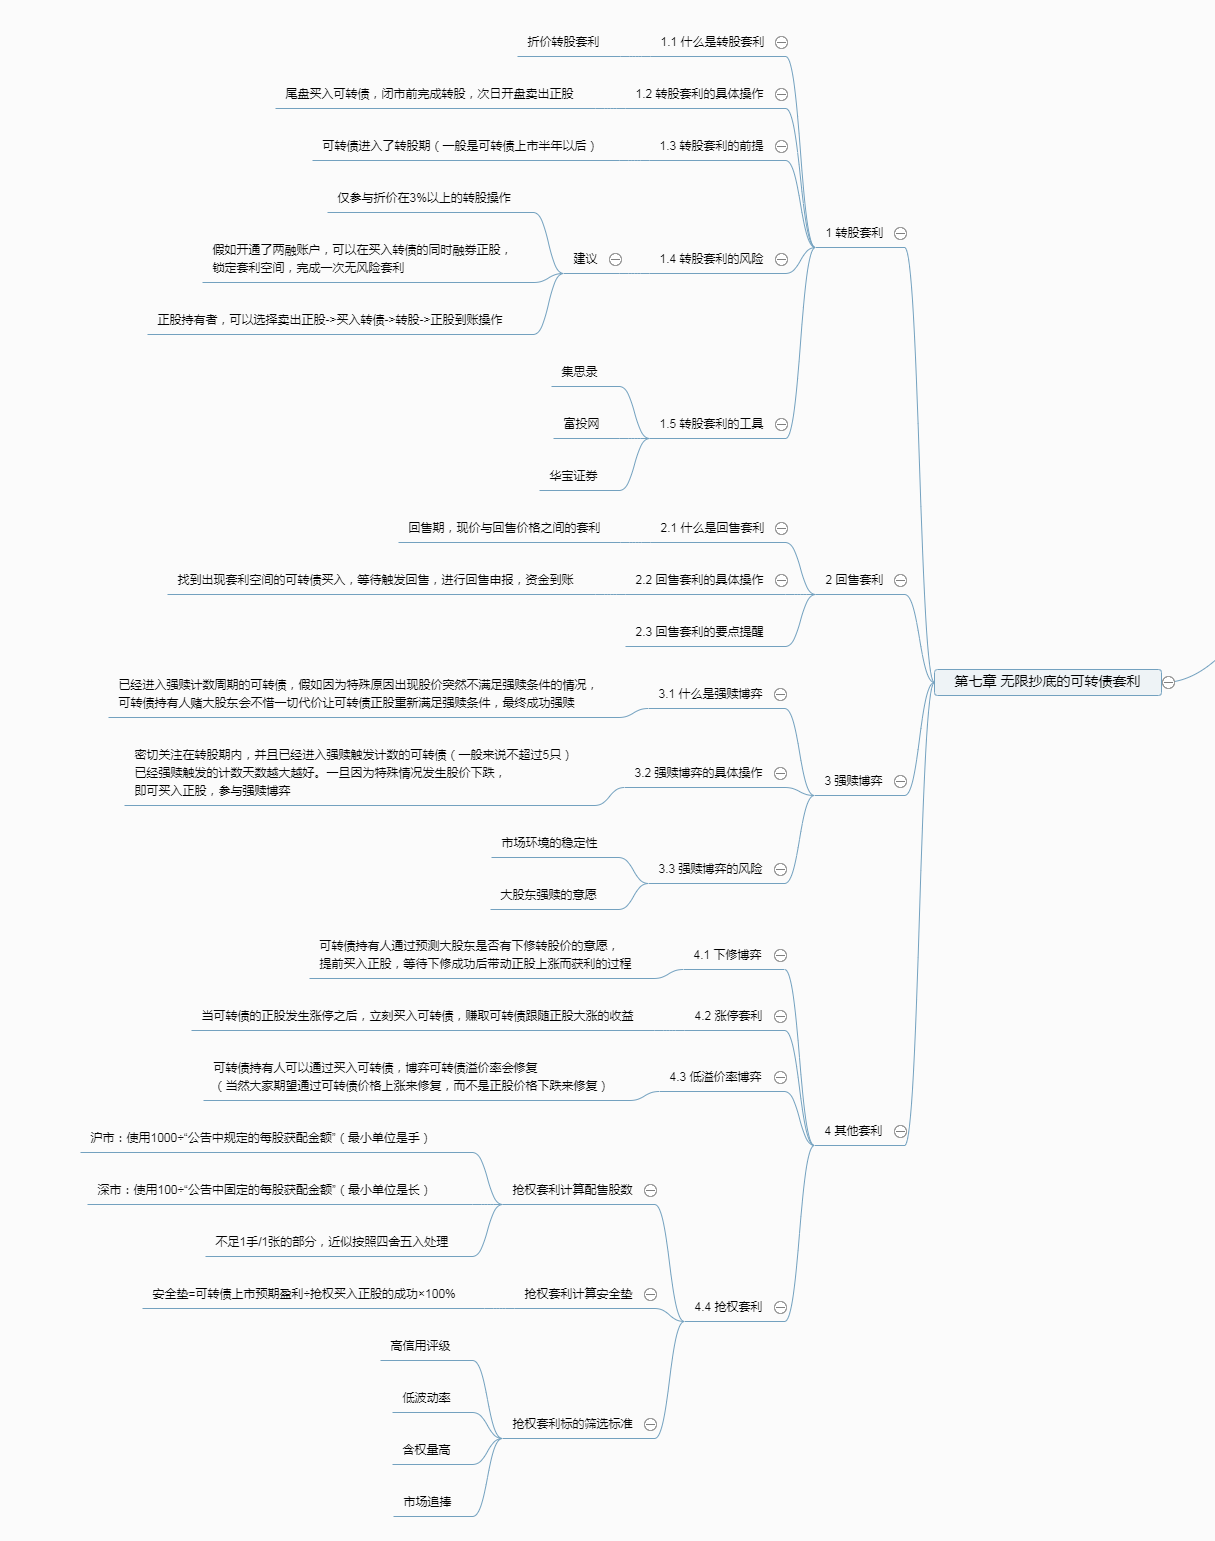 第七章 无限抄底的可转债套利
1 转股套利
1.1 什么是转股套利
折价转股套利
1.2 转股套利的具体操作
尾盘买入可转债，闭市前完成转股，次日开盘卖出正股
1.3 转股套利的前提
可转债进入了转股期（一般是可转债上市半年以后）
1.4 转股套利的风险
建议
仅参与折价在3%以上的转股操作
假如开通了两融账户，可以在买入转债的同时融券正股，
锁定套利空间，完成一次无风险套利
正股持有者，可以选择卖出正股->买入转债->转股->正股到账操作
1.5 转股套利的工具
集思录
富投网
华宝证券
2 回售套利
2.1 什么是回售套利
回售期，现价与回售价格之间的套利
2.2 回售套利的具体操作
找到出现套利空间的可转债买入，等待触发回售，进行回售申报，资金到账
2.3 回售套利的要点提醒
3 强赎博弈
3.1 什么是强赎博弈
已经进入强赎计数周期的可转债，假如因为特殊原因出现股价突然不满足强赎条件的情况，
可转债持有人赌大股东会不惜一切代价让可转债正股重新满足强赎条件，最终成功强赎
3.2 强赎博弈的具体操作
密切关注在转股期内，并且已经进入强赎触发计数的可转债（一般来说不超过5只）
已经强赎触发的计数天数越大越好。一旦因为特殊情况发生股价下跌，
即可买入正股，参与强赎博弈
3.3 强赎博弈的风险
市场环境的稳定性
大股东强赎的意愿
4 其他套利
4.1 下修博弈
可转债持有人通过预测大股东是否有下修转股价的意愿，
提前买入正股，等待下修成功后带动正股上涨而获利的过程
4.2 涨停套利
当可转债的正股发生涨停之后，立刻买入可转债，赚取可转债跟随正股大涨的收益
4.3 低溢价率博弈
可转债持有人可以通过买入可转债，博弈可转债溢价率会修复
（当然大家期望通过可转债价格上涨来修复，而不是正股价格下跌来修复）
4.4 抢权套利
抢权套利计算配售股数
沪市：使用1000÷“公告中规定的每股获配金额”（最小单位是手）
深市：使用100÷“公告中固定的每股获配金额”（最小单位是长）
不足1手/1张的部分，近似按照四舍五入处理
抢权套利计算安全垫
安全垫=可转债上市预期盈利÷抢权买入正股的成功×100%
抢权套利标的筛选标准
高信用评级
低波动率
含权量高
市场追捧